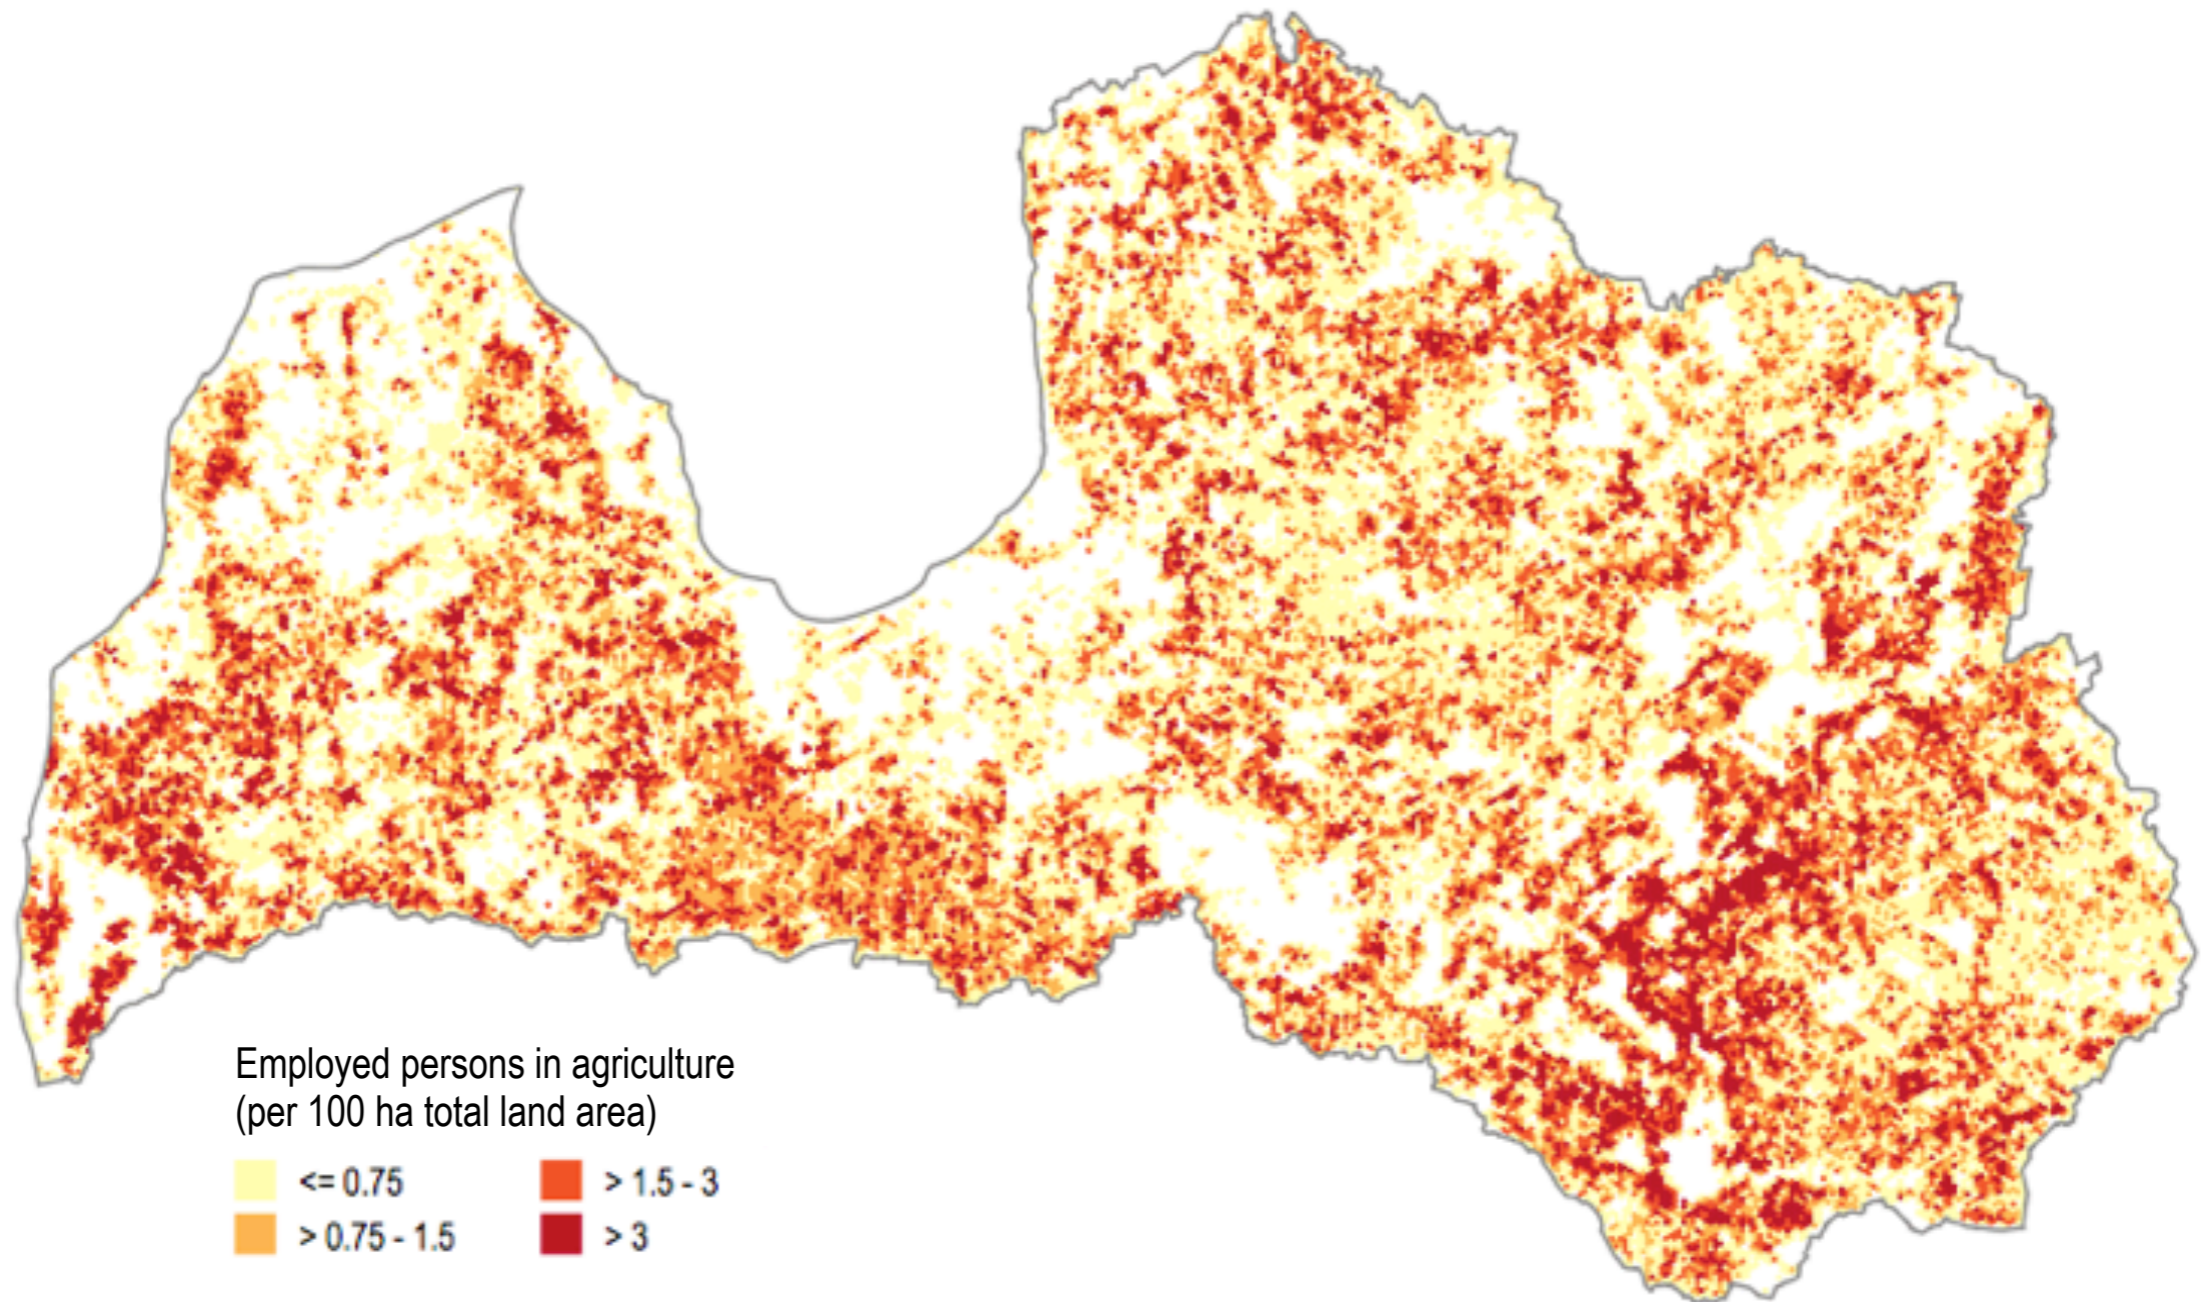 Employed persons in agriculture
(per 100 ha total land area)
<= 0.75
> 1.5 - 3
> 0.75 - 1.5
> 3